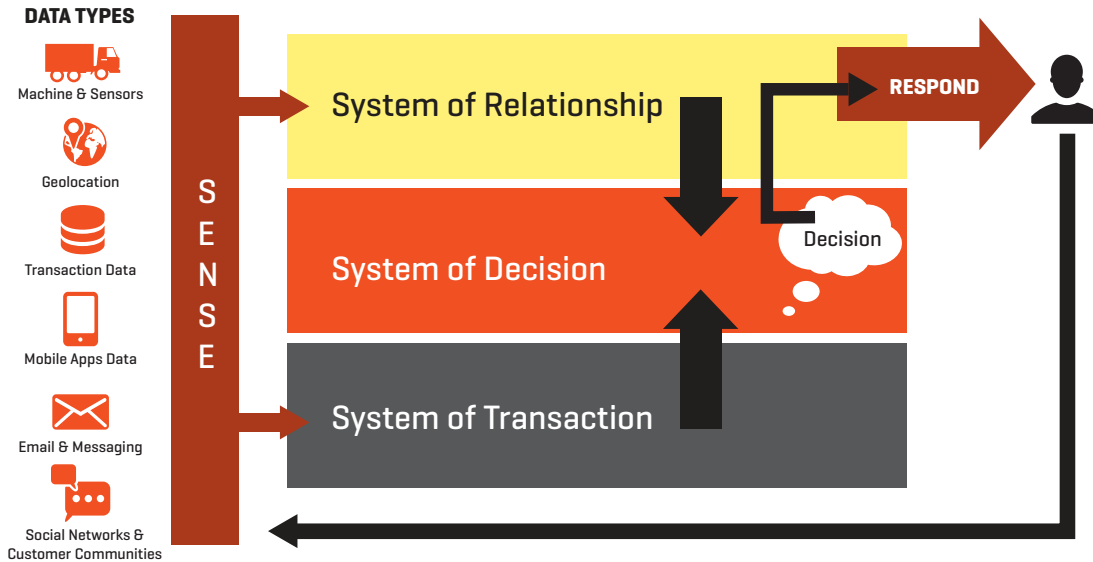 DATA TYPES
Machine & Sensors
Geolocation
Transaction Data
Mobile Apps Data
Email & Messaging
Social Networks &
Customer Communities
SENSE
System of Relationship
System of Decision
System of Transaction
Decision
RESPOND